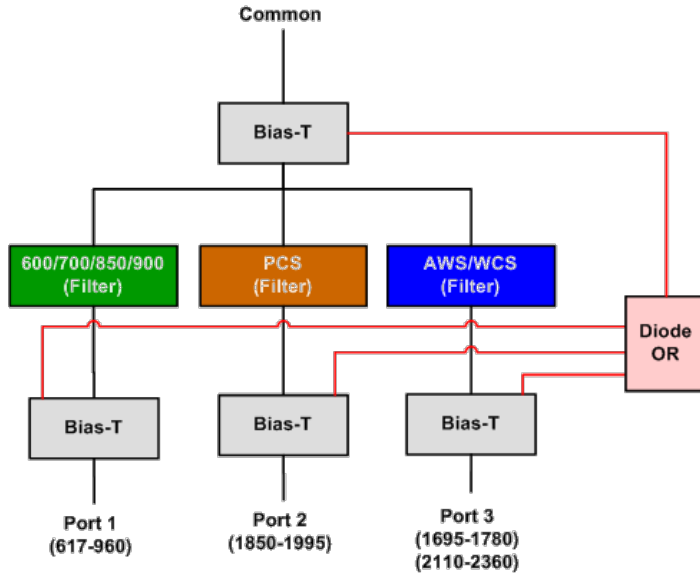 Common
Bias-T
600/700/850/900
(Filter)
PCS
(Filter)
AWS/WCS
(Filter)
Diode
OR
Bias-T
Bias-T
Bias-T
Port 1
(617-960)
Port 2
(1850-1995)
Port 3
(1695-1780)
(2110-2360)